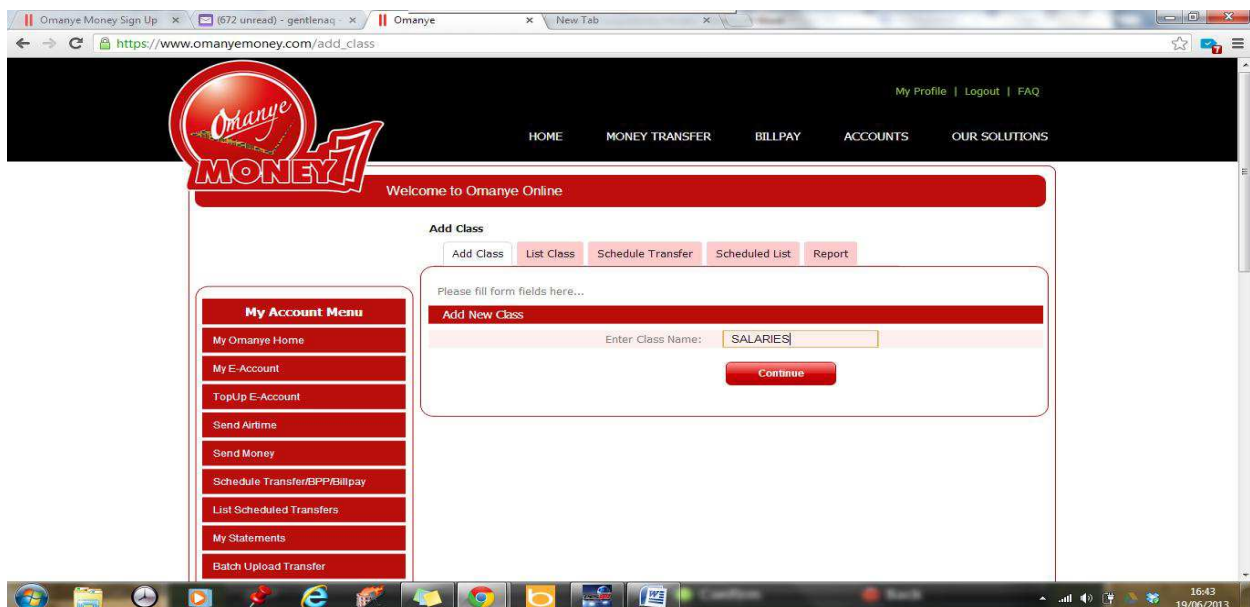 Omanye Money Sign Up
(672 unread) - gentlenaq
Omanye
New Tab
https://www.omanyemoney.com/add_class
My Profile | Logout | FAQ
Omanye
MONEY
HOME MONEY TRANSFER BILLPAY ACCOUNTS OUR SOLUTIONS
Welcome to Omanye Online
Add Class
Add Class List Class Schedule Transfer Scheduled List Report
Please fill form fields here...
Add New Class
Enter Class Name: SALARIES
Continue
My Account Menu
My Omanye Home
My E-Account
TopUp E-Account
Send Airtime
Send Money
Schedule Transfer/BPP/Billpay
List Scheduled Transfers
My Statements
Batch Upload Transfer
Confirm Back
16:43
19/06/2013